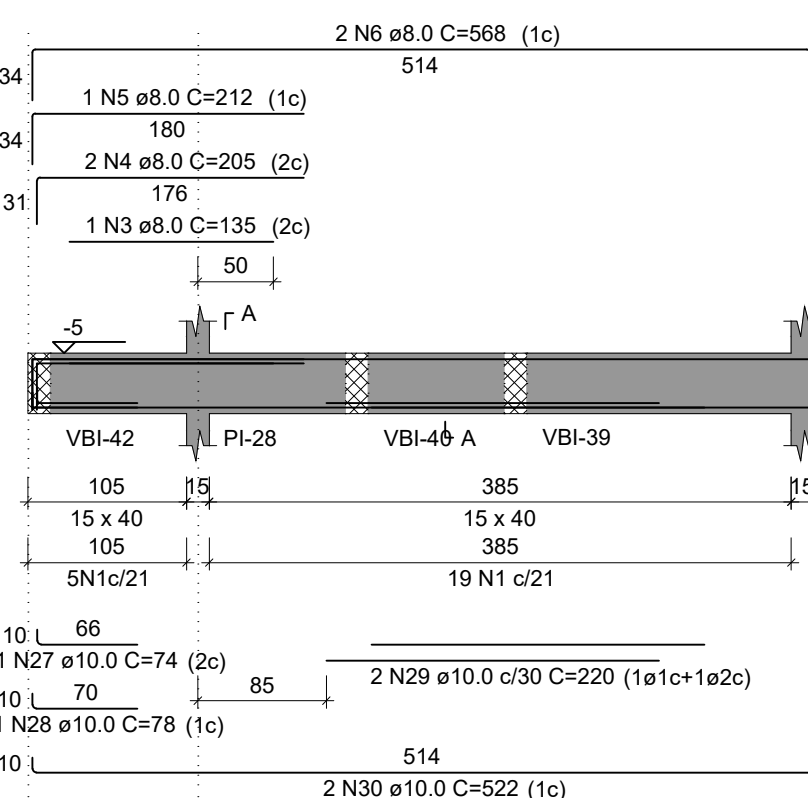 2 N6 ø8.0 C=568 (1c)
514
34
1 N5 ø8.0 C=212 (1c)
180
34
2 N4 ø8.0 C=205 (2c)
176
31
1 N3 ø8.0 C=135 (2c)
50
A
-5
VBI-42
PI-28
VBI-40
A
VBI-39
105
15
385
15
15 x 40
15 x 40
105
385
5N1c/21
19 N1 c/21
10
66
1 N27 ø10.0 C=74 (2c)
2 N29 ø10.0 c/30 C=220 (1ø1c+1ø2c)
10
70
85
1 N28 ø10.0 C=78 (1c)
10
514
2 N30 ø10.0 C=522 (1c)